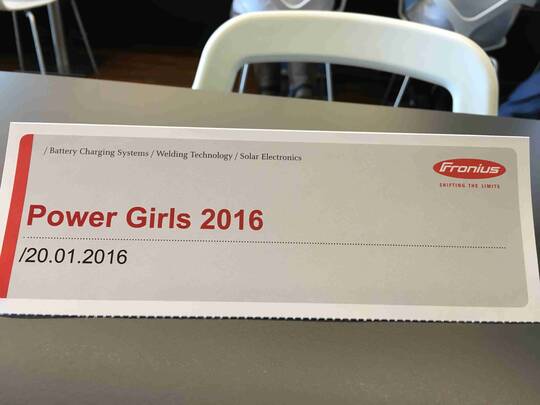 / Battery Charging Systems / Welding Technology / Solar Electronics
Fronius
SHIFTING THE LIMITS
Power Girls 2016
/20.01.2016